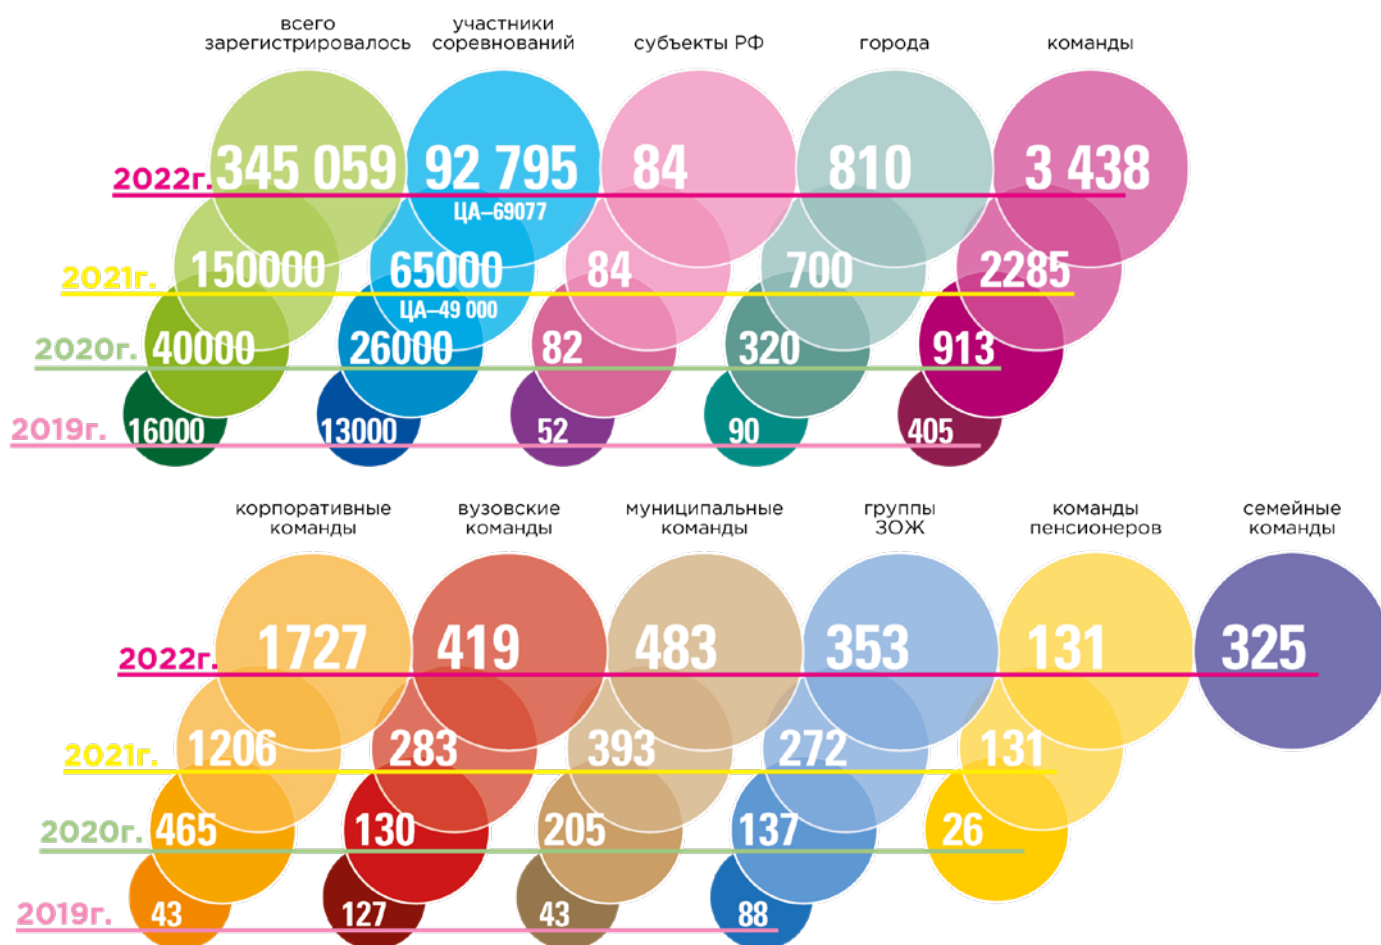 всего
зарегистрировалось
участники
соревнований
субъекты РФ
города
команды
2022г. 345 059 92 795 84 810 3 438
ЦА–69077
2021г. 150000 65000 84 700 2285
ЦА–49 000
2020г. 40000 26000 82 320 913
2019г. 16000 13000 52 90 405
корпоративные
команды
вузовские
команды
муниципальные
команды
группы
ЗОЖ
команды
пенсионеров
семейные
команды
2022г. 1727 419 483 353 131 325
2021г. 1206 283 393 272 131
2020г. 465 130 205 137 26
2019г. 43 127 43 88